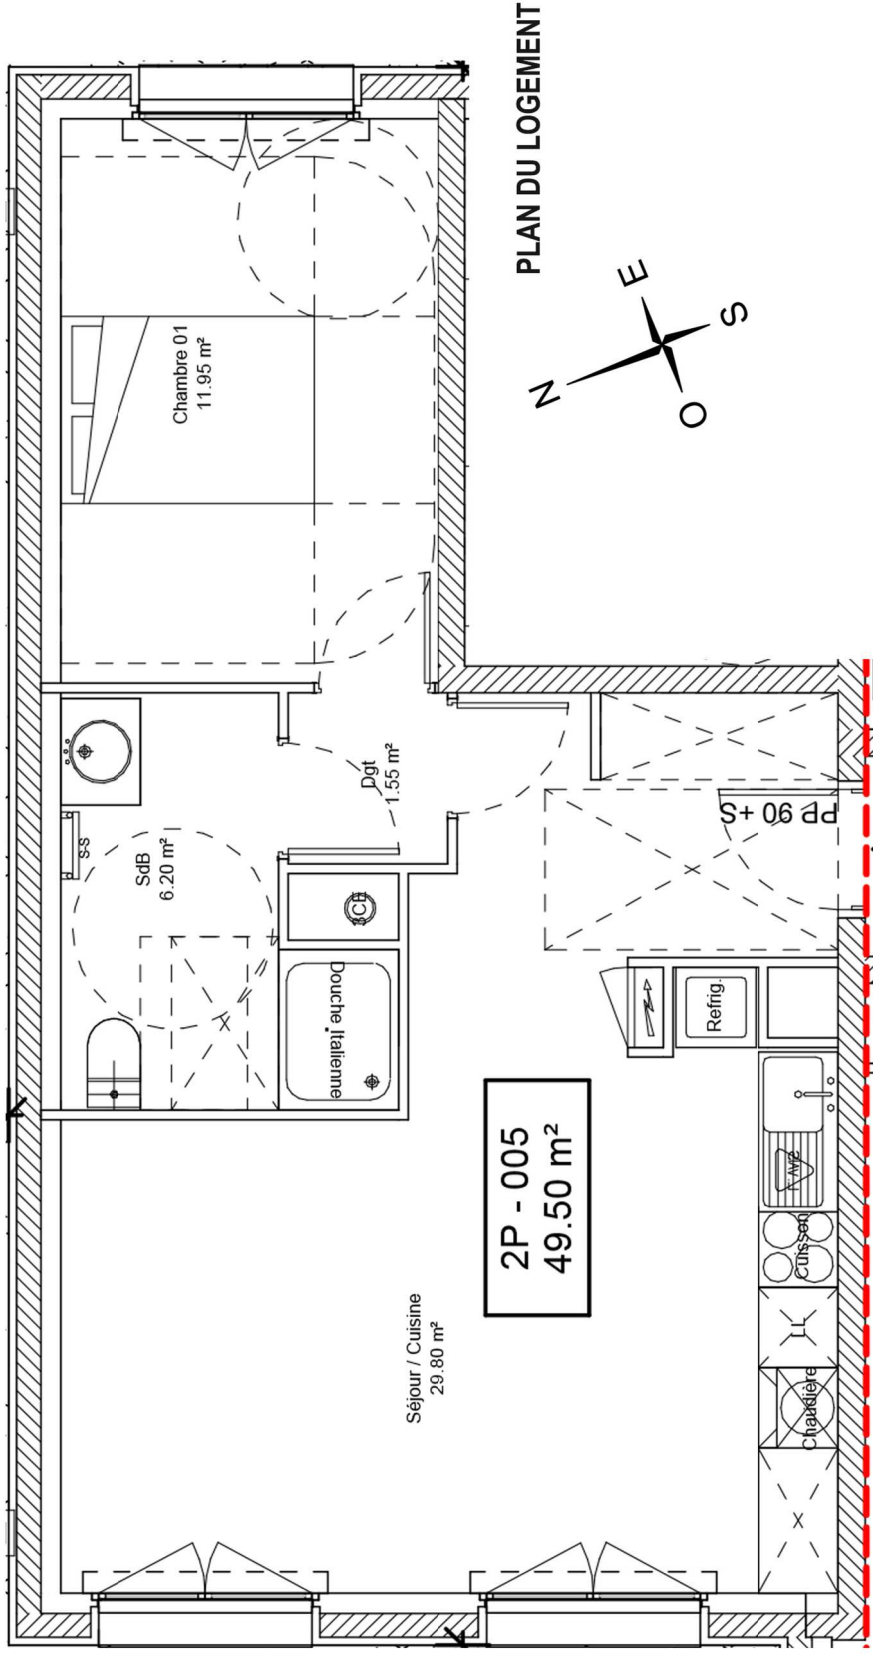 PLAN DU LOGEMENT
N
E
S
O
Chambre 01
11.95 m²
SdB
6.20 m²
S-S
Dgt
1.55 m²
PP 90 +S
Douche Italienne
Refrig.
2P - 005
49.50 m²
Séjour / Cuisine
29.80 m²
Cuisson
LL
Chaudière